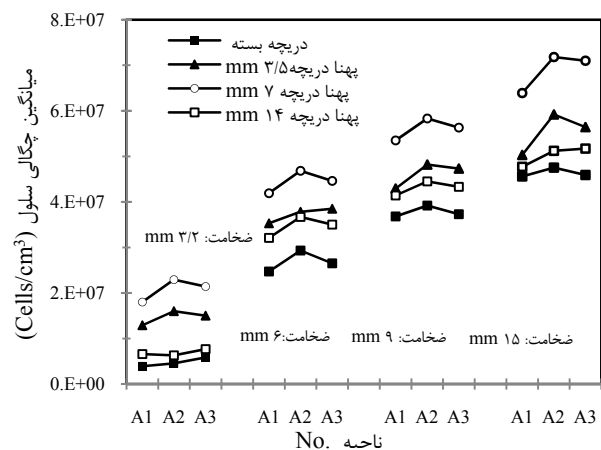 8.E+07
6.E+07
4.E+07
2.E+07
0.E+00
میانگین چگالی سلول (Cells/cm³)
دریچه بسته
پهنا دریچه ۳/۵ mm
پهنا دریچه ۷ mm
پهنا دریچه ۱۴ mm
ضخامت: ۳/۲ mm
ضخامت: ۶ mm
ضخامت: ۹ mm
ضخامت: ۱۵ mm
A1 A2 A3 A1 A2 A3 A1 A2 A3 A1 A2 A3
ناحیه No.